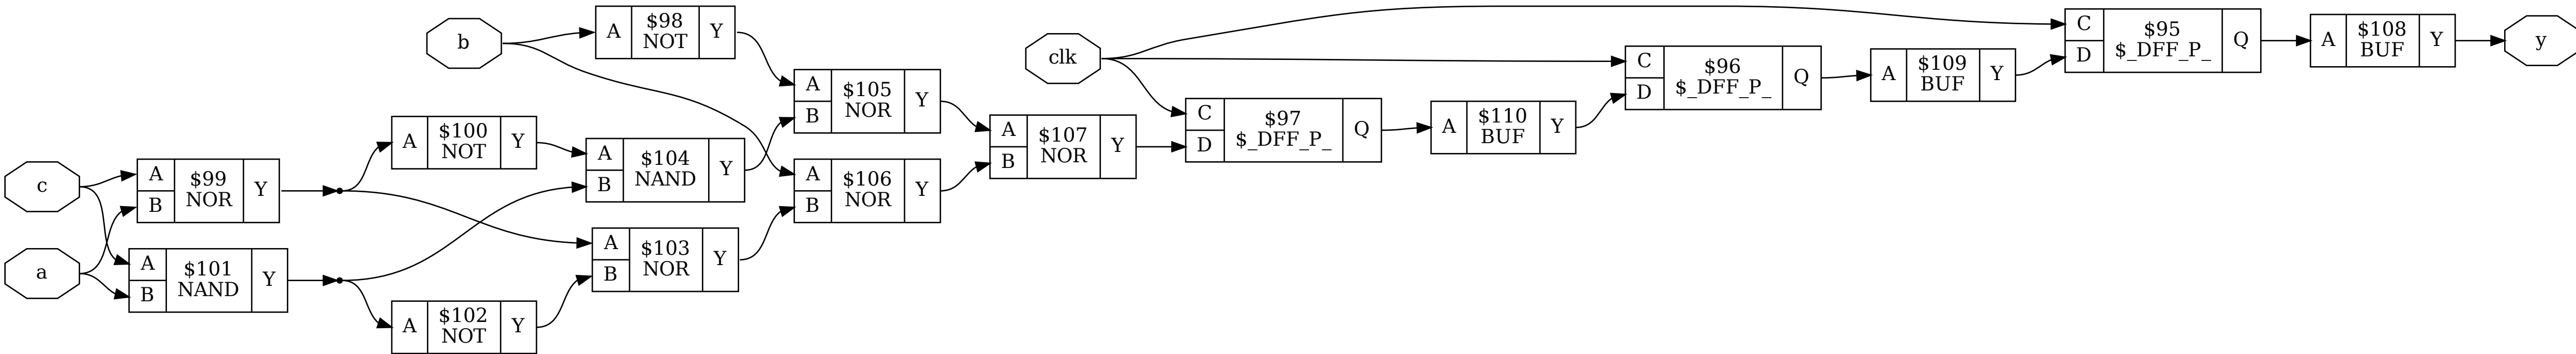 b
A $98 NOT Y
clk
C D $95 $_DFF_P_ Q
A $108 BUF Y
y
A B $105 NOR Y
C D $96 $_DFF_P_ Q
A $109 BUF Y
C D $97 $_DFF_P_ Q
A $110 BUF Y
A B $107 NOR Y
A $100 NOT Y
A B $104 NAND Y
A B $106 NOR Y
c
A B $99 NOR Y
a
A B $101 NAND Y
A B $103 NOR Y
A $102 NOT Y